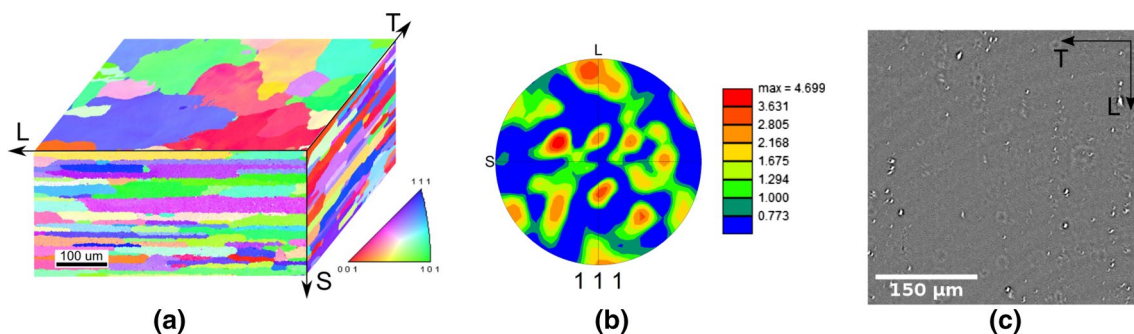 T
L
S
100 um
1 1 1
0 0 1
1 0 1
(a)
L
S
1 1 1
max = 4.699
3.631
2.805
2.168
1.675
1.294
1.000
0.773
(b)
T
L
150 μm
(c)